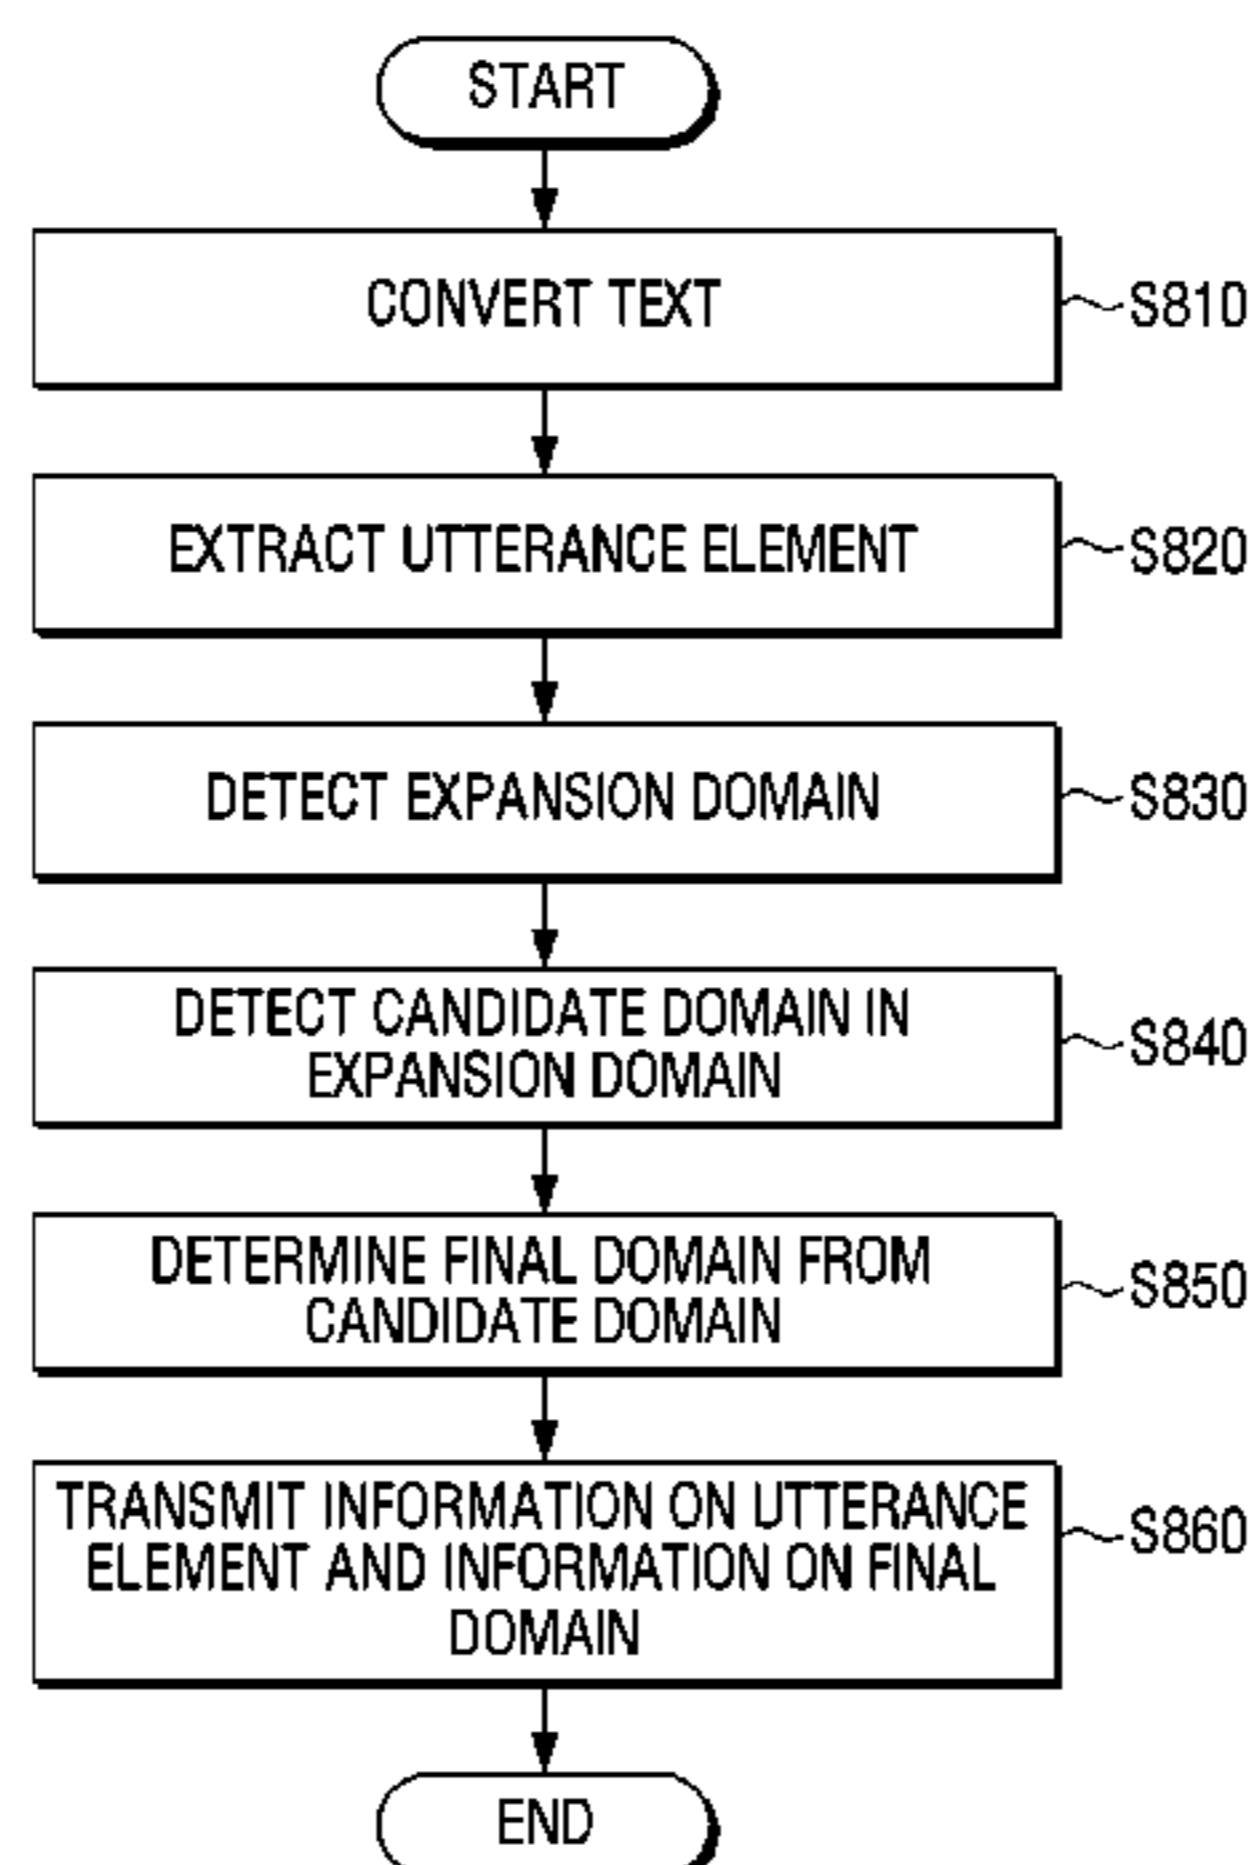 START
CONVERT TEXT
S810
EXTRACT UTTERANCE ELEMENT
S820
DETECT EXPANSION DOMAIN
S830
DETECT CANDIDATE DOMAIN IN
EXPANSION DOMAIN
S840
DETERMINE FINAL DOMAIN FROM
CANDIDATE DOMAIN
S850
TRANSMIT INFORMATION ON UTTERANCE
ELEMENT AND INFORMATION ON FINAL
DOMAIN
S860
END